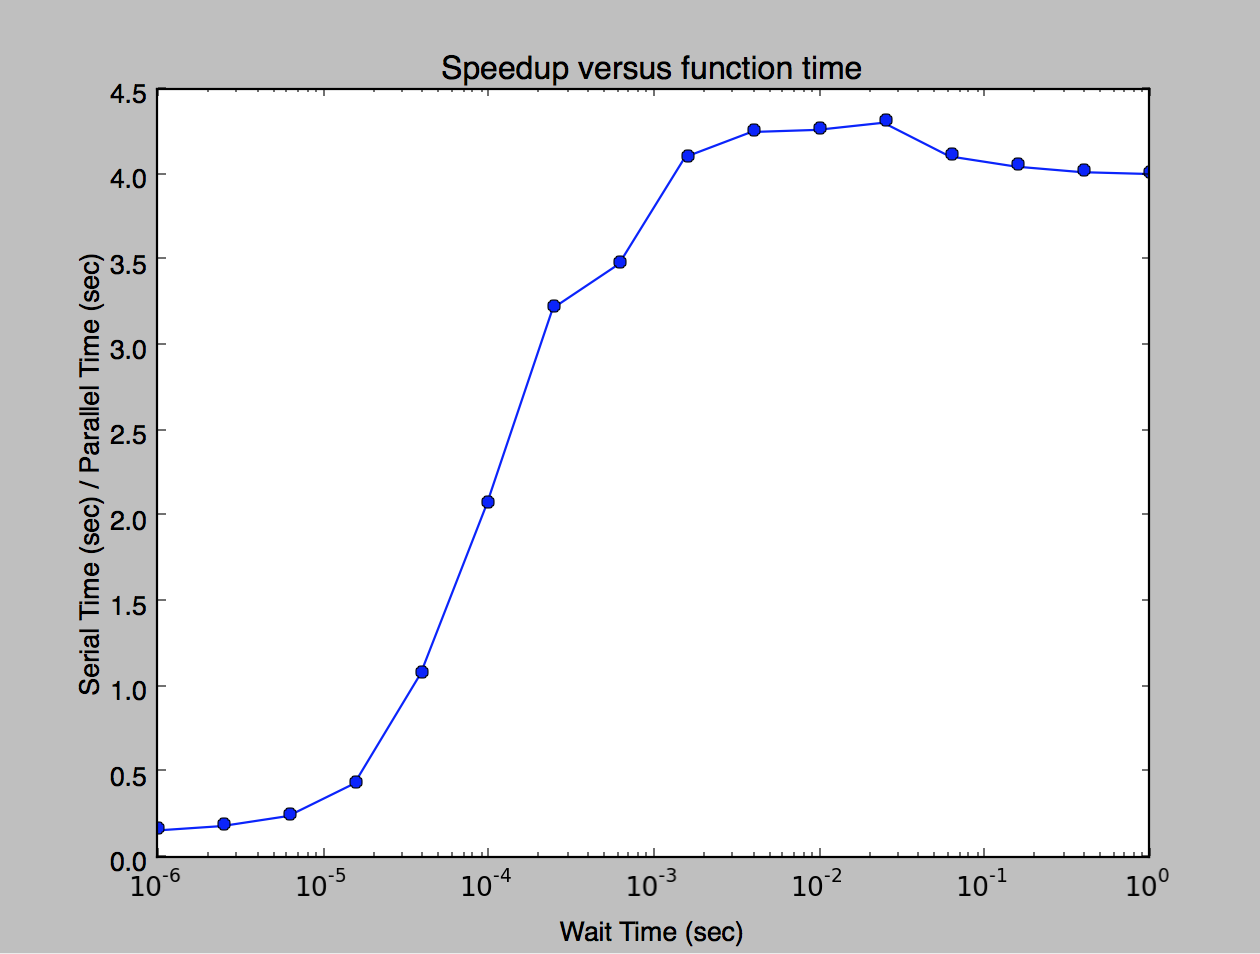 Speedup versus function time
Serial Time (sec) / Parallel Time (sec)
4.5
4.0
3.5
3.0
2.5
2.0
1.5
1.0
0.5
0.0
10⁻⁶ 10⁻⁵ 10⁻⁴ 10⁻³ 10⁻² 10⁻¹ 10⁰
Wait Time (sec)